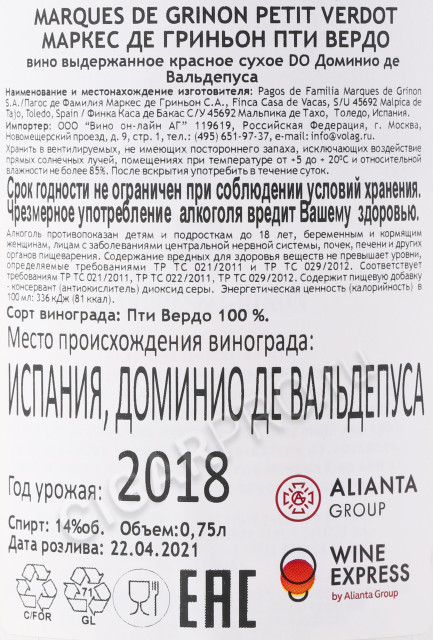 MARQUES DE GRINON PETIT VERDOT
МАРКЕС ДЕ ГРИНЬОН ПТИ ВЕРДО
вино выдержанное красное сухое DO Доминио де
Вальдепуса
Наименование и местонахождение изготовителя: Pagos de Familia Marques de Grinon
S.A./Пагос де Фамилия Маркес де Гриньон С.А., Finca Casa de Vacas, S/U 45692 Malpica de
Tajo, Toledo, Spain / Финка Каса де Бакас С/У 45692 Мальпика де Тахо, Толедо, Испания.
Импортер: ООО "Вино он-лайн АГ" 119619, Российская Федерация, г. Москва,
Новомещерский проезд, д. 9, стр. 1, тел.: (495) 651-97-37, e-mail: info@volag.ru.
Хранить в вентилируемых, не имеющих постороннего запаха, исключающих воздействие
прямых солнечных лучей, помещениях при температуре от +5 до + 20°С и относительной
влажности не более 85%. После вскрытия употребить в течение суток.
Срок годности не ограничен при соблюдении условий хранения.
Чрезмерное употребление алкоголя вредит Вашему здоровью.
Алкоголь противопоказан детям и подросткам до 18 лет, беременным и кормящим
женщинам, лицам с заболеваниями центральной нервной системы, почек, печени и других
органов пищеварения. Содержание вредных для здоровья веществ не превышает уровни,
определяемые требованиями ТР ТС 021/2011 и ТР ТС 029/2012. Соответствует
требованиям ТР ТС 021/2011, ТР ТС 022/2011, ТР ТС 029/2012. Содержит пищевую добавку
- консервант (антиокислитель) диоксид серы. Энергетическая ценность (калорийность) в
100 мл: 336 кДж (81 ккал).
Сорт винограда: Пти Вердо 100 %.
Место происхождения винограда:
ИСПАНИЯ, ДОМИНИО ДЕ ВАЛЬДЕПУСА
Год урожая: 2018
Спирт: 14%об. Объем:0,75л
Дата розлива: 22.04.2021
ALIANTA
GROUP
WINE
EXPRESS
by Alianta Group
C/FOR
71
GL
EAC
CIGARPRO.RU